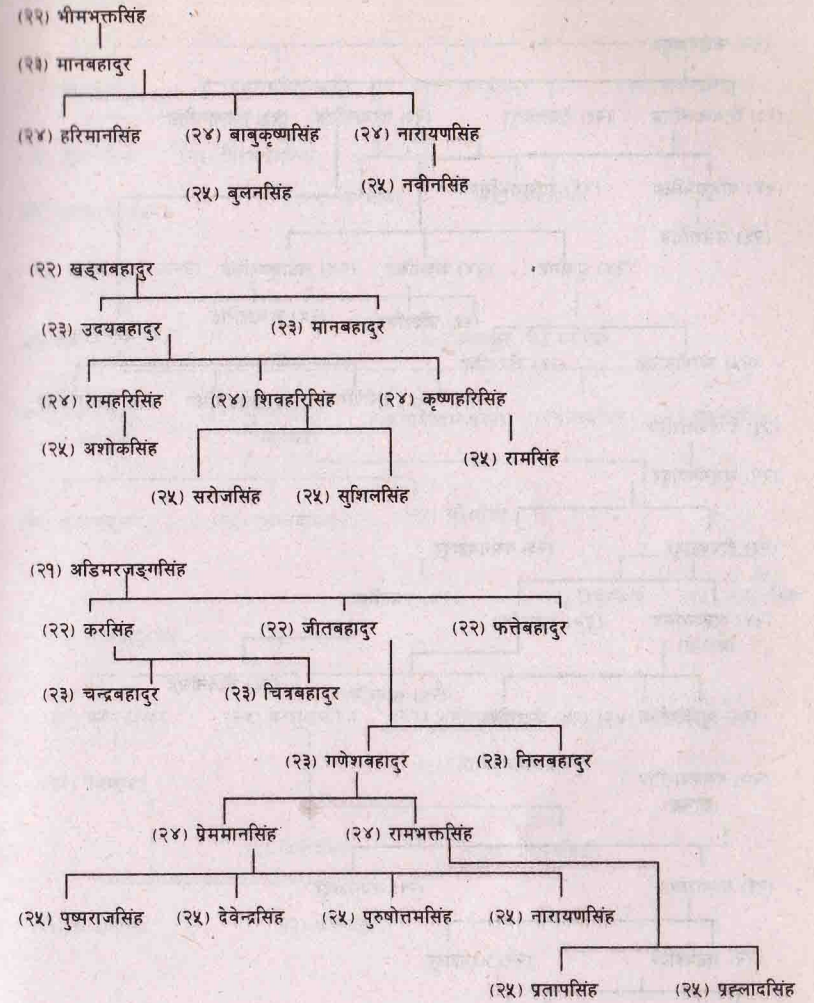 (२२) भीमभक्तसिंह
(२३) मानबहादुर
(२४) हरिमानसिंह (२४) बाबुकृष्णसिंह (२४) नारायणसिंह
(२५) बुलनसिंह (२५) नवीनसिंह
(२२) खड्गबहादुर
(२३) उदयबहादुर (२३) मानबहादुर
(२४) रामहरिसिंह (२४) शिवहरिसिंह (२४) कृष्णहरिसिंह
(२५) अशोकसिंह (२५) रामसिंह
(२५) सरोजसिंह (२५) सुशिलसिंह
(२१) अडिमरजङ्गसिंह
(२२) करसिंह (२२) जीतबहादुर (२२) फत्तेबहादुर
(२३) चन्द्रबहादुर (२३) चित्रबहादुर
(२३) गणेशबहादुर (२३) निलबहादुर
(२४) प्रेममानसिंह (२४) रामभक्तसिंह
(२५) पुष्पराजसिंह (२५) देवेन्द्रसिंह (२५) पुरुषोत्तमसिंह (२५) नारायणसिंह
(२५) प्रतापसिंह (२५) प्रह्लादसिंह